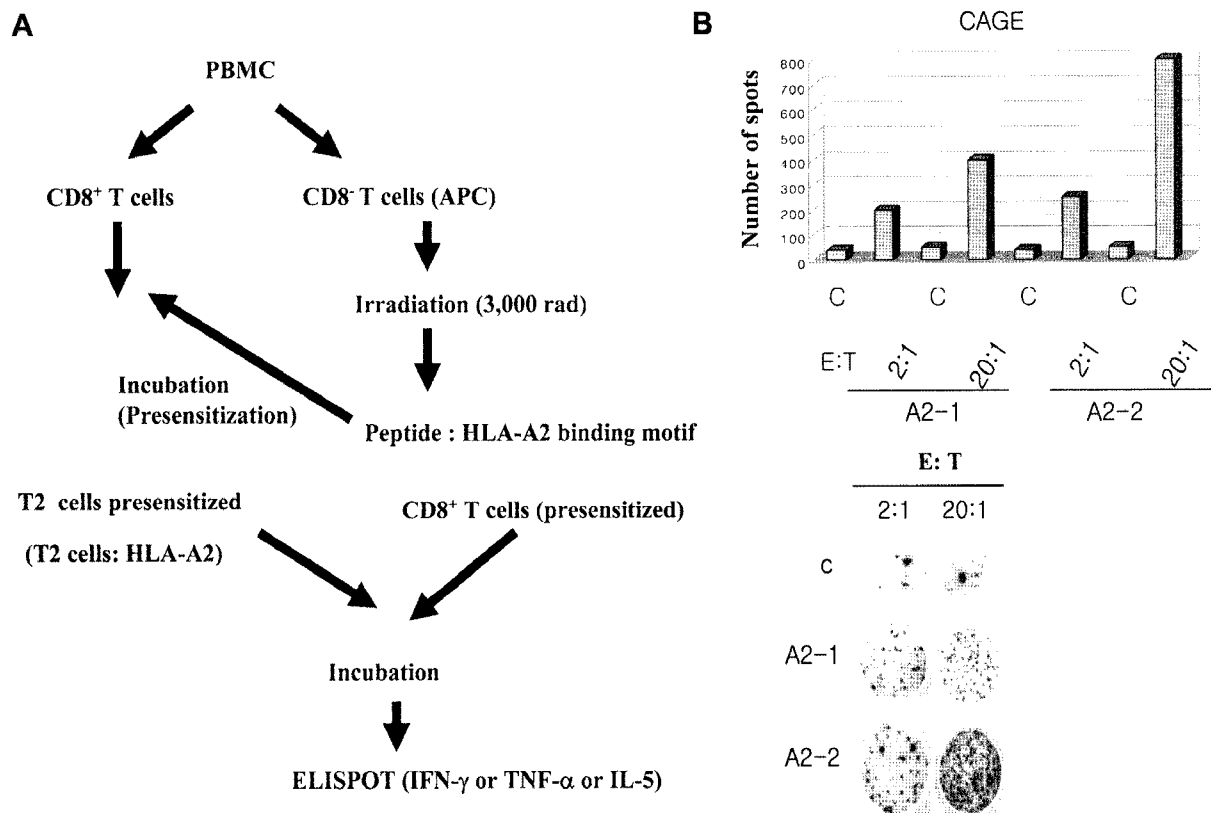 A
PBMC
CD8+ T cells
CD8- T cells (APC)
Irradiation (3,000 rad)
Incubation
(Presensitization)
Peptide : HLA-A2 binding motif
T2 cells presensitized
(T2 cells: HLA-A2)
CD8+ T cells (presensitized)
Incubation
ELISPOT (IFN-γ or TNF-α or IL-5)
B
CAGE
Number of spots
800
700
600
500
400
300
200
100
0
C C C C
E:T 2:1 20:1 2:1 20:1
A2-1 A2-2
E: T
2:1 20:1
C
A2-1
A2-2